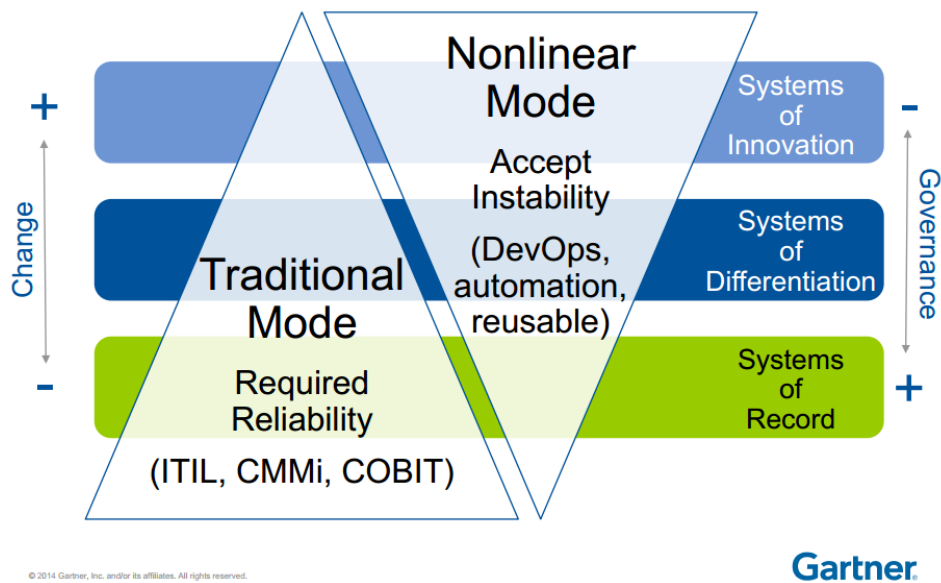 Nonlinear
Mode
Systems
of
Innovation
+
-
Accept
Instability
Change
Governance
Systems
of
Differentiation
(DevOps,
automation,
reusable)
Traditional
Mode
-
+
Required
Reliability
Systems
of
Record
(ITIL, CMMi, COBIT)
© 2014 Gartner, Inc. and/or its affiliates. All rights reserved.
Gartner.